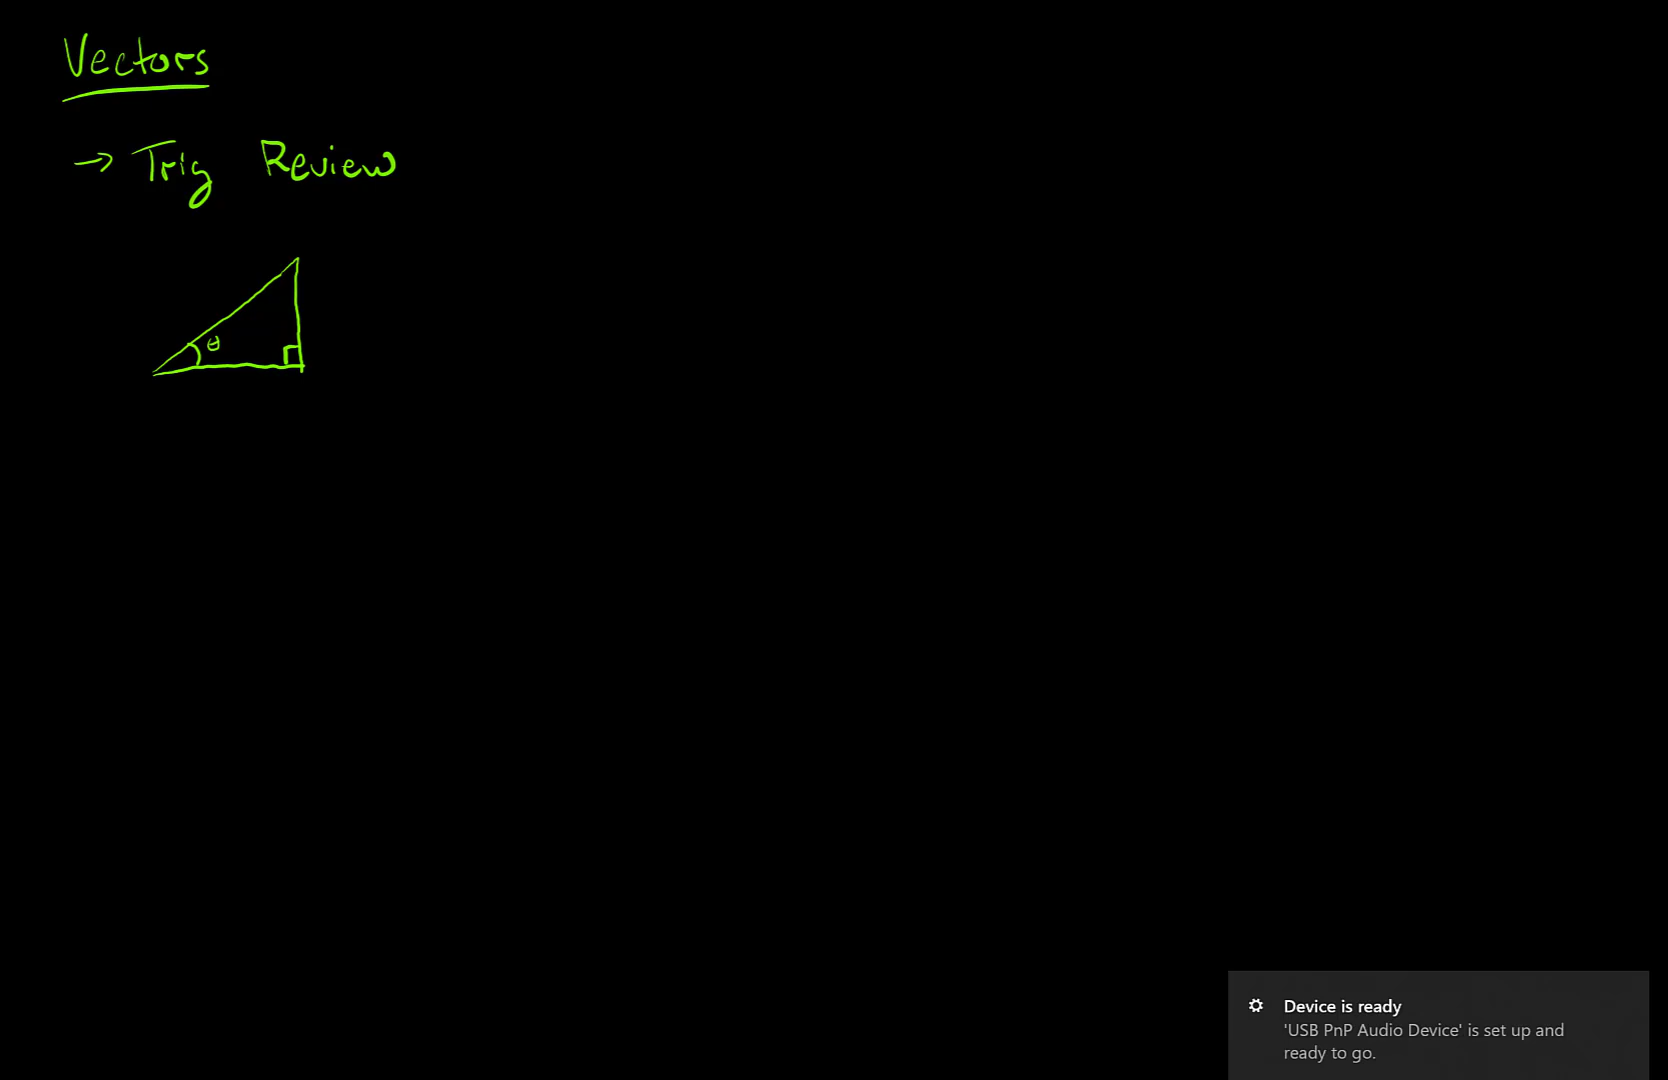 Vectors
→ Trig Review
θ
Device is ready
'USB PnP Audio Device' is set up and
ready to go.